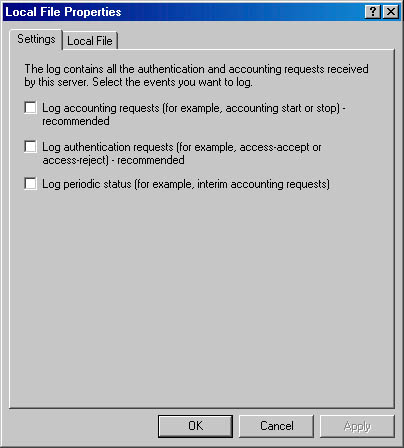 Local File Properties
Settings
Local File
The log contains all the authentication and accounting requests received
by this server. Select the events you want to log.
Log accounting requests (for example, accounting start or stop) -
recommended
Log authentication requests (for example, access-accept or
access-reject) - recommended
Log periodic status (for example, interim accounting requests)
OK
Cancel
Apply